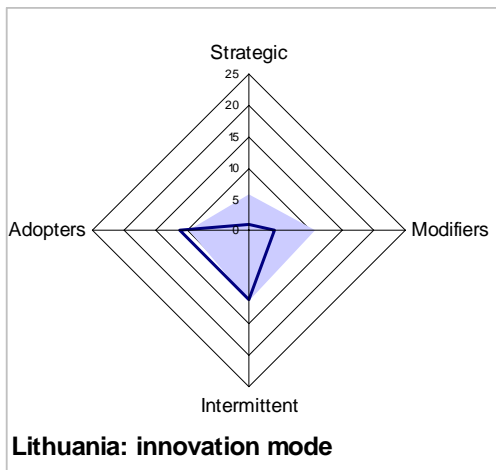 Strategic
25
20
15
10
5
0
Adopters
Modifiers
Intermittent
Lithuania: innovation mode